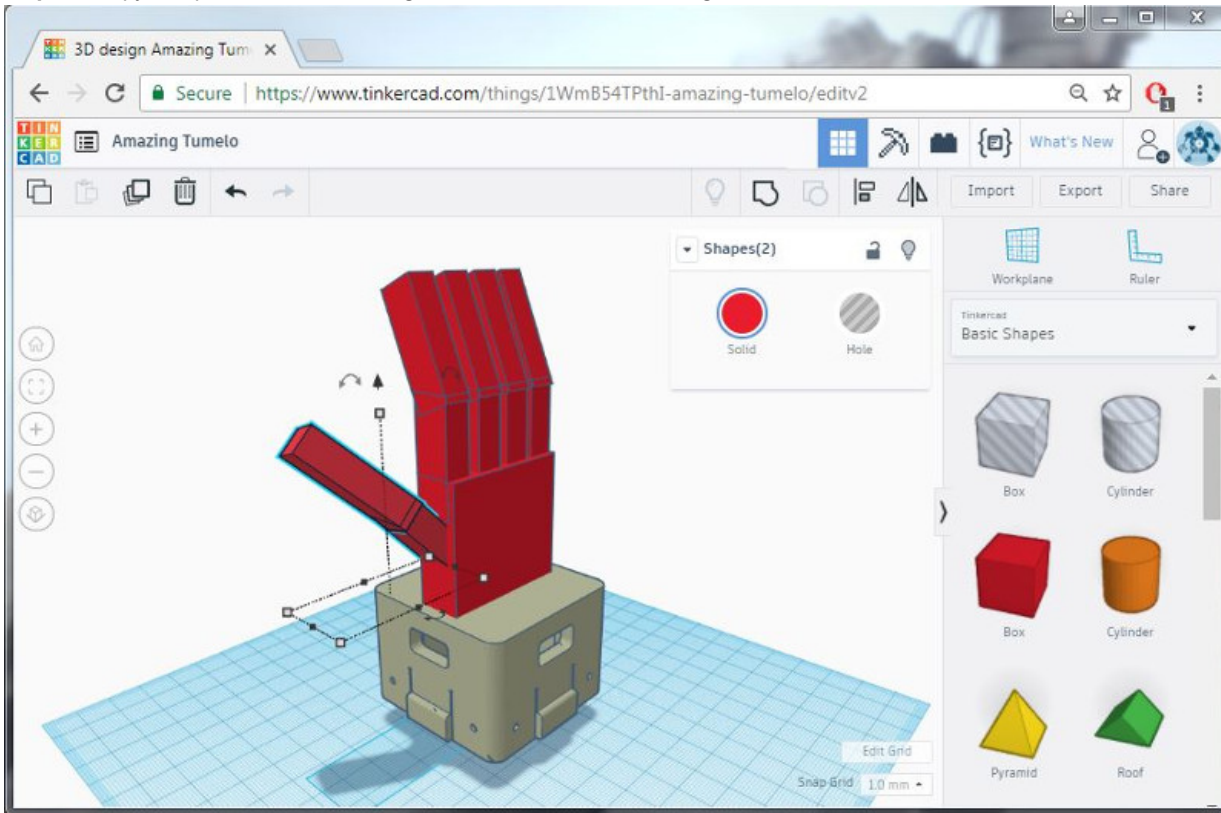 3D design Amazing Tum
Secure | https://www.tinkercad.com/things/1WmB54TPthI-amazing-tumelo/editv2
1
TIN
KER
CAD
Amazing Tumelo
What's New
Import
Export
Share
Shapes(2)
Solid
Hole
Workplane
Ruler
Tinkercad
Basic Shapes
Box
Cylinder
Box
Cylinder
Pyramid
Roof
Edit Grid
Snap Grid 1.0 mm